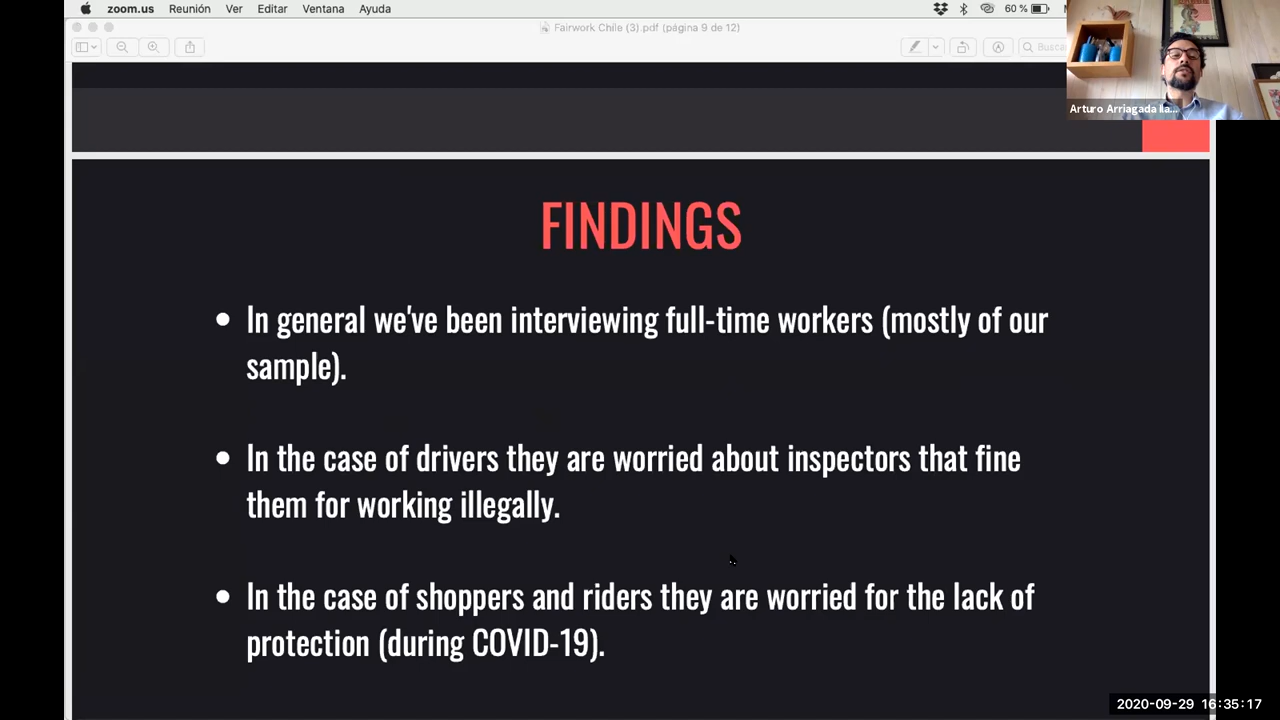 zoom.us Reunión Ver Editar Ventana Ayuda 60 %
Fairwork Chile (3).pdf (página 9 de 12)
Busca
Arturo Arriagada Ila...
FINDINGS
• In general we've been interviewing full-time workers (mostly of our
sample).
• In the case of drivers they are worried about inspectors that fine
them for working illegally.
• In the case of shoppers and riders they are worried for the lack of
protection (during COVID-19).
2020-09-29 16:35:17